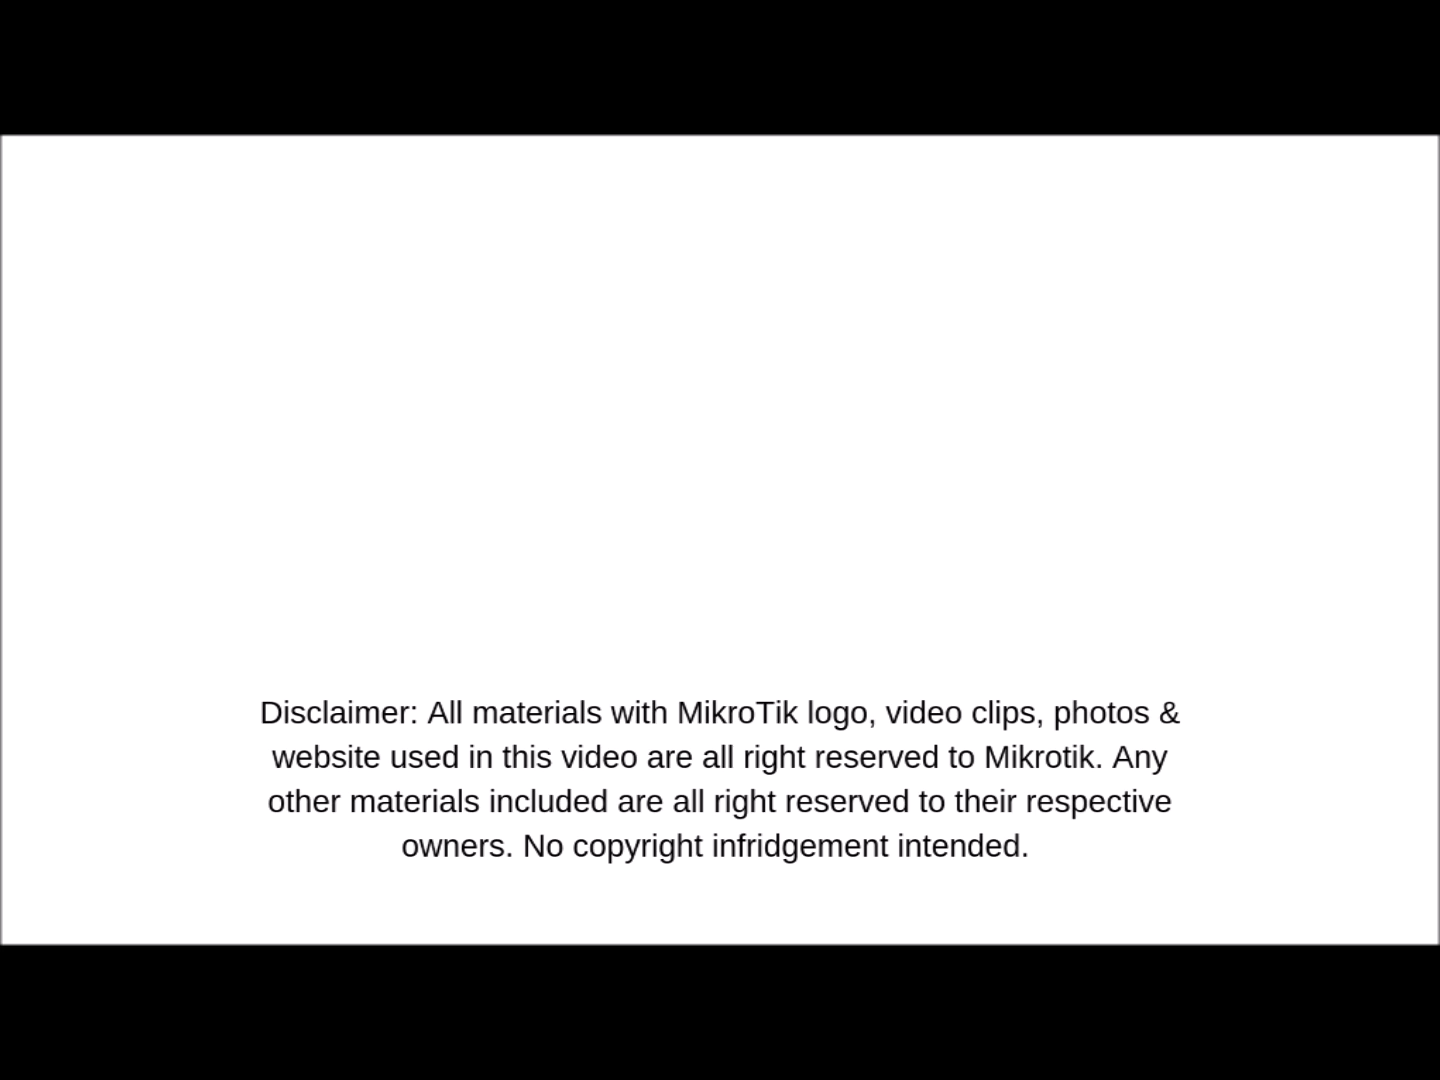 Disclaimer: All materials with MikroTik logo, video clips, photos &
website used in this video are all right reserved to Mikrotik. Any
other materials included are all right reserved to their respective
owners. No copyright infridgement intended.